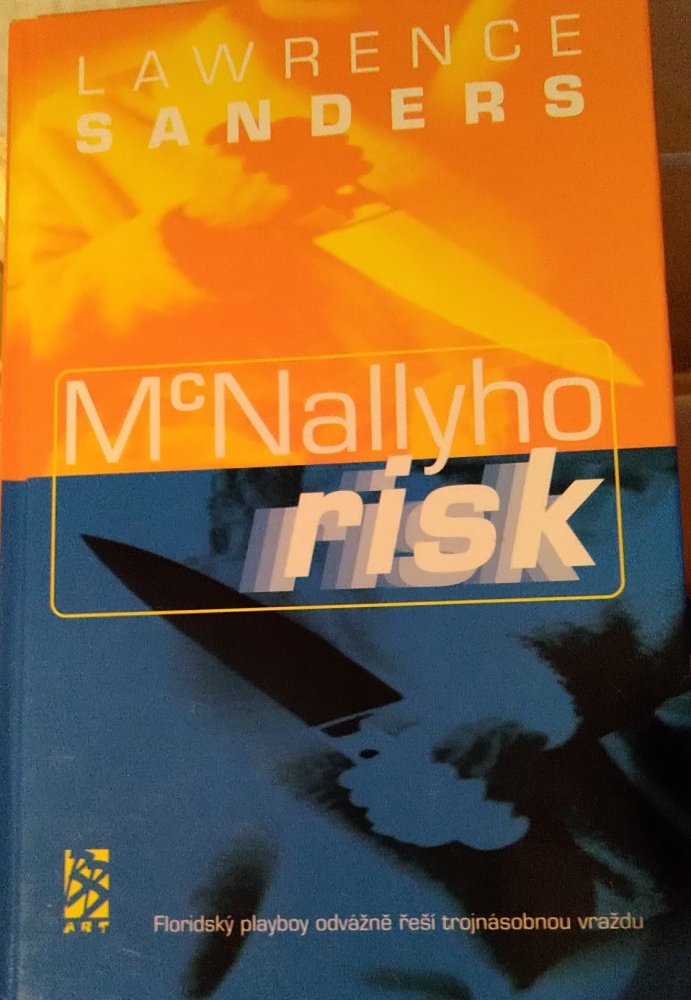 LAWRENCE
SANDERS
McNallyho
risk
ART
Floridský playboy odvážně řeší trojnásobnou vraždu